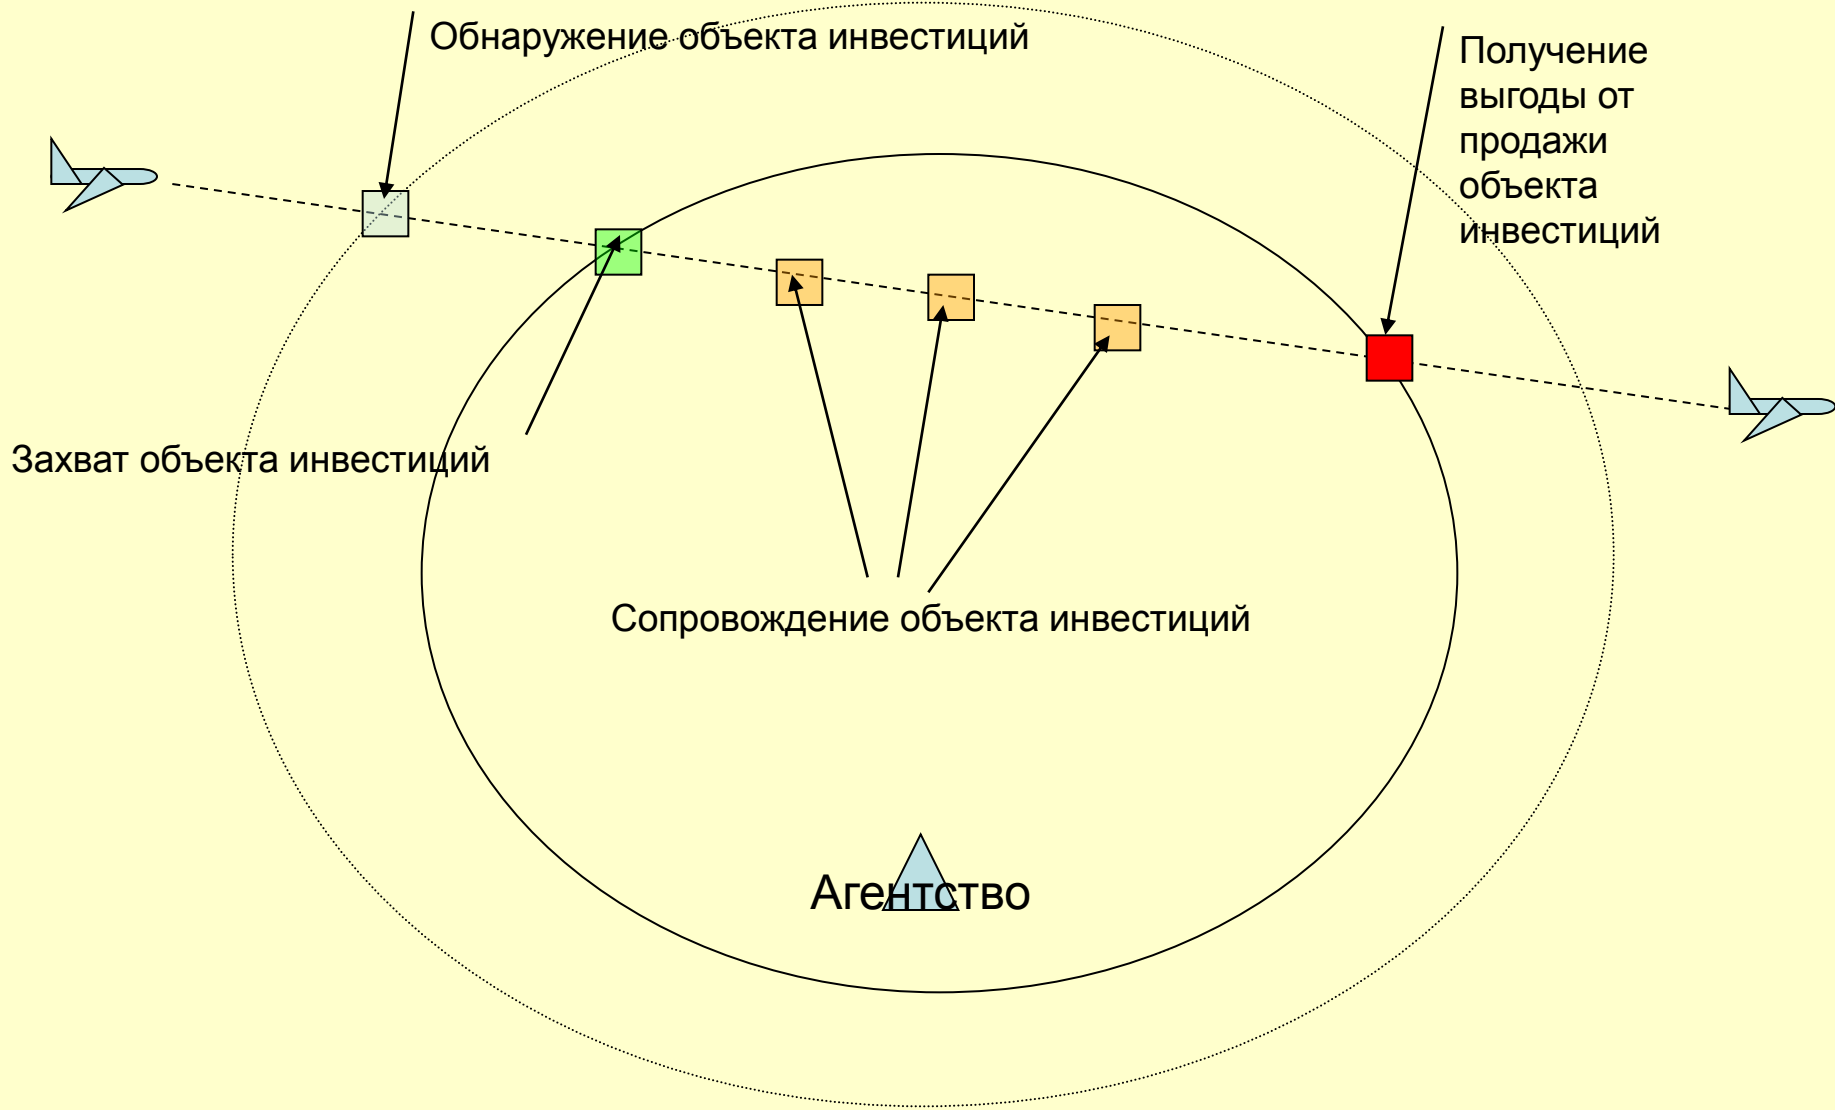 Обнаружение объекта инвестиций
Получение
выгоды от
продажи
объекта
инвестиций
Захват объекта инвестиций
Сопровождение объекта инвестиций
Агентство